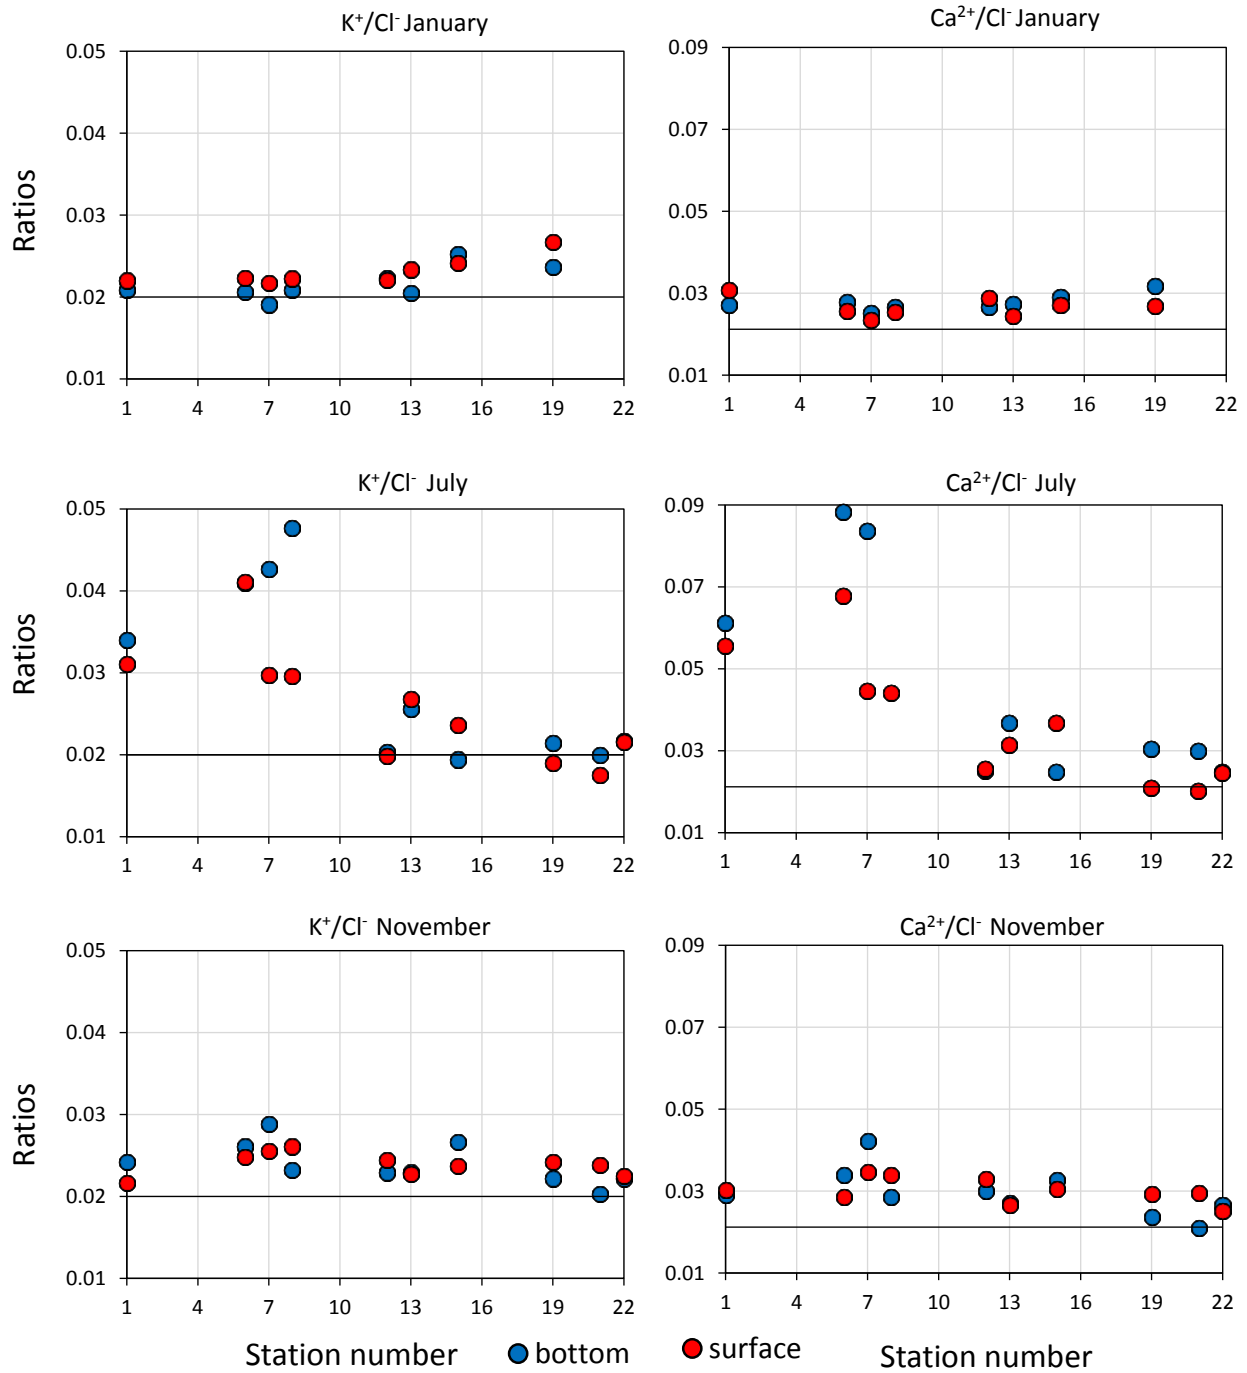 K⁺/Cl⁻ January
0.05
0.04
0.03
0.02
0.01
Ratios
1 4 7 10 13 16 19 22
Ca²⁺/Cl⁻ January
0.09
0.07
0.05
0.03
0.01
1 4 7 10 13 16 19 22
K⁺/Cl⁻ July
0.05
0.04
0.03
0.02
0.01
Ratios
1 4 7 10 13 16 19 22
Ca²⁺/Cl⁻ July
0.09
0.07
0.05
0.03
0.01
1 4 7 10 13 16 19 22
K⁺/Cl⁻ November
0.05
0.04
0.03
0.02
0.01
Ratios
1 4 7 10 13 16 19 22
Ca²⁺/Cl⁻ November
0.09
0.07
0.05
0.03
0.01
1 4 7 10 13 16 19 22
Station number bottom surface Station number